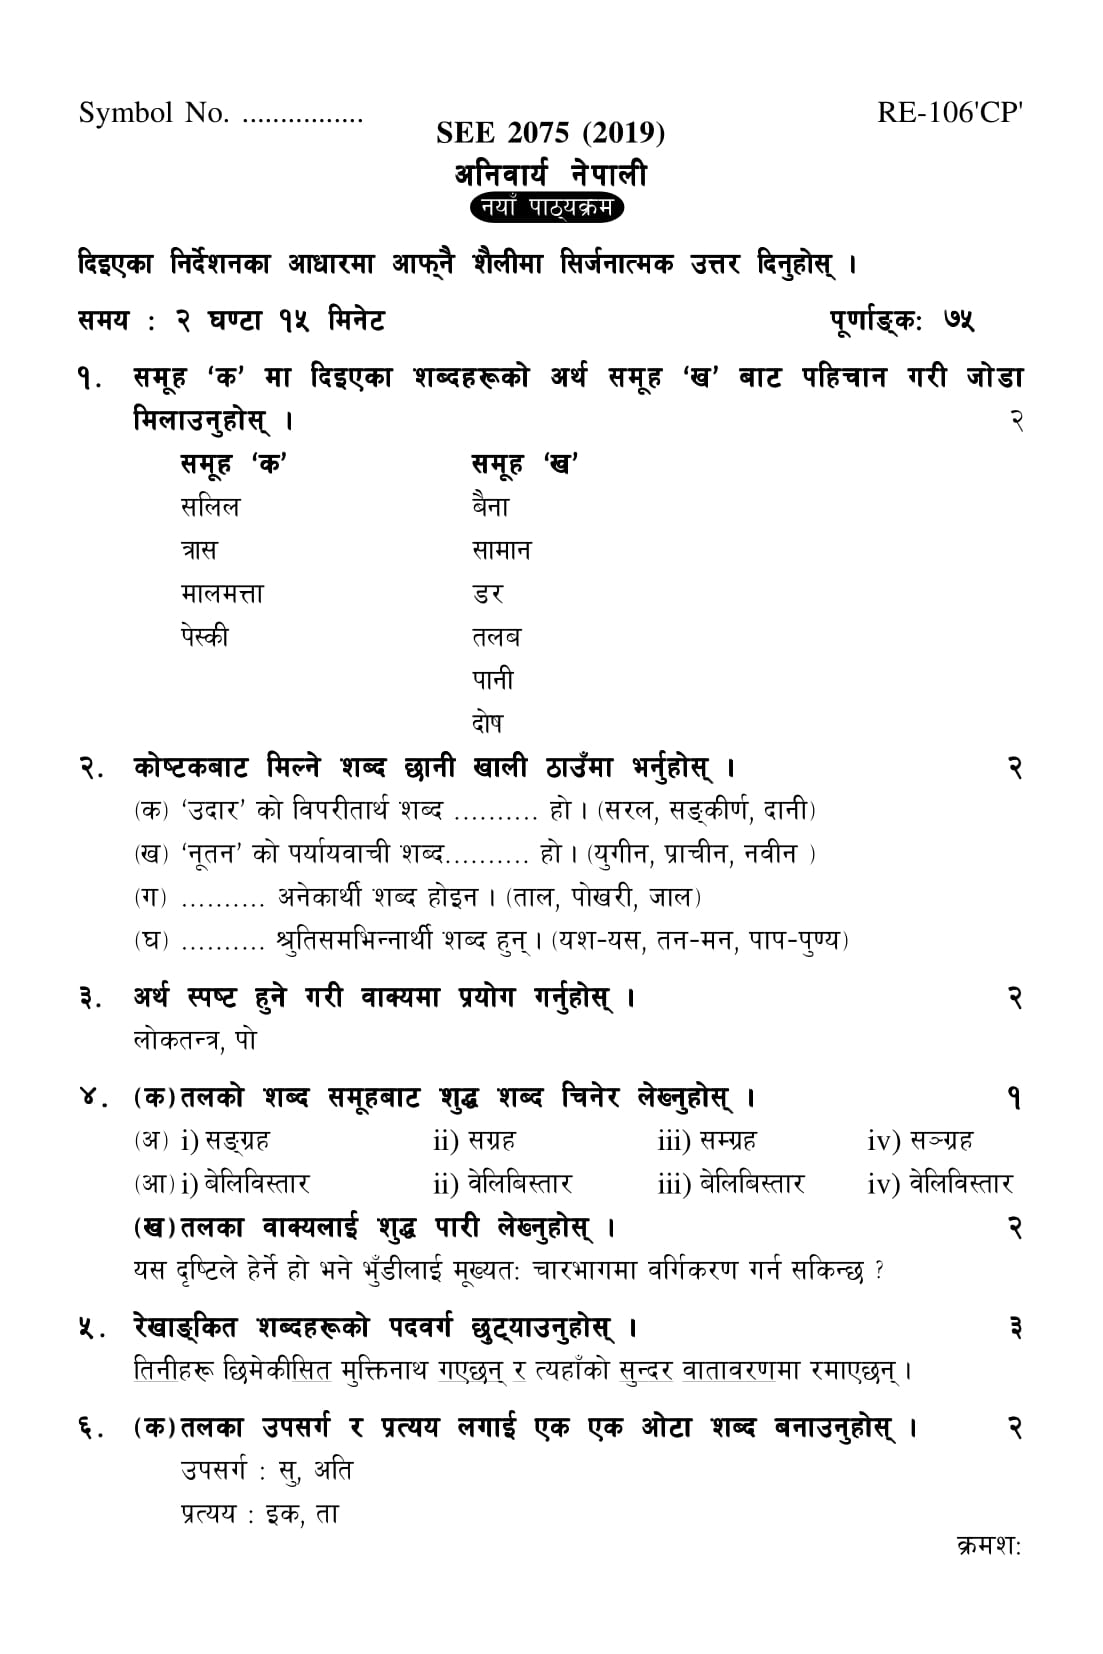 Symbol No. ................ RE-106'CP'
SEE 2075 (2019)
अनिवार्य नेपाली
नयाँ पाठ्यक्रम
दिइएका निर्देशनका आधारमा आफ्नै शैलीमा सिर्जनात्मक उत्तर दिनुहोस् ।
समय : २ घण्टा १५ मिनेट पूर्णाङ्क: ७५
१. समूह ‘क’ मा दिइएका शब्दहरूको अर्थ समूह ‘ख’ बाट पहिचान गरी जोडा
मिलाउनुहोस् । २
समूह ‘क’ समूह ‘ख’
सलिल बैना
त्रास सामान
मालमत्ता डर
पेस्की तलब
पानी
दोष
२. कोष्टकबाट मिल्ने शब्द छानी खाली ठाउँमा भर्नुहोस् । २
(क) ‘उदार’ को विपरीतार्थ शब्द .......... हो । (सरल, सङ्कीर्ण, दानी)
(ख) ‘नूतन’ को पर्यायवाची शब्द.......... हो । (युगीन, प्राचीन, नवीन )
(ग) .......... अनेकार्थी शब्द होइन । (ताल, पोखरी, जाल)
(घ) .......... श्रुतिसमभिन्नार्थी शब्द हुन् । (यश-यस, तन-मन, पाप-पुण्य)
३. अर्थ स्पष्ट हुने गरी वाक्यमा प्रयोग गर्नुहोस् । २
लोकतन्त्र, पो
४. (क) तलको शब्द समूहबाट शुद्ध शब्द चिनेर लेख्नुहोस् । १
(अ) i) सङ्ग्रह ii) सग्रह iii) सम्ग्रह iv) सञ्ग्रह
(आ) i) बेलिविस्तार ii) वेलिबिस्तार iii) बेलिबिस्तार iv) वेलिविस्तार
(ख) तलका वाक्यलाई शुद्ध पारी लेख्नुहोस् । २
यस दृष्टिले हेर्ने हो भने भुँडीलाई मूख्यत: चारभागमा वर्गिकरण गर्न सकिन्छ ?
५. रेखाङ्कित शब्दहरूको पदवर्ग छुट्याउनुहोस् । ३
तिनीहरू छिमेकीसित मुक्तिनाथ गएछन् र त्यहाँको सुन्दर वातावरणमा रमाएछन् ।
६. (क) तलका उपसर्ग र प्रत्यय लगाई एक एक ओटा शब्द बनाउनुहोस् । २
उपसर्ग : सु, अति
प्रत्यय : इक, ता
क्रमश: